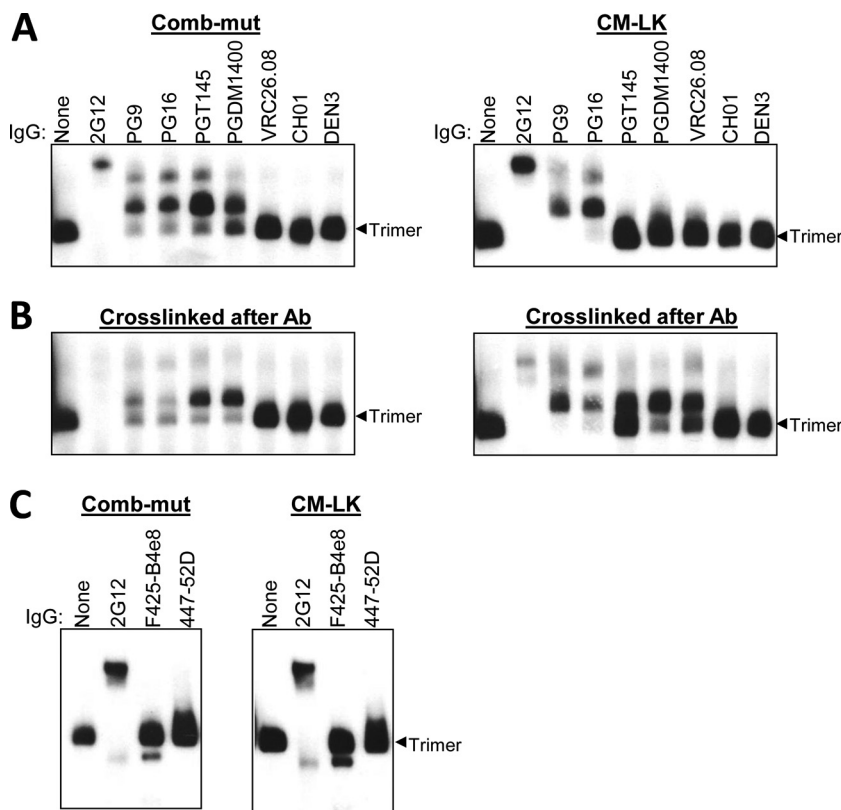 A
Comb-mut
CM-LK
IgG: None 2G12 PG9 PG16 PGT145 PGDM1400 VRC26.08 CH01 DEN3
IgG: None 2G12 PG9 PG16 PGT145 PGDM1400 VRC26.08 CH01 DEN3
◄Trimer
◄Trimer
B
Crosslinked after Ab
Crosslinked after Ab
◄Trimer
◄Trimer
C
Comb-mut
CM-LK
IgG: None 2G12 F425-B4e8 447-52D
None 2G12 F425-B4e8 447-52D
◄Trimer